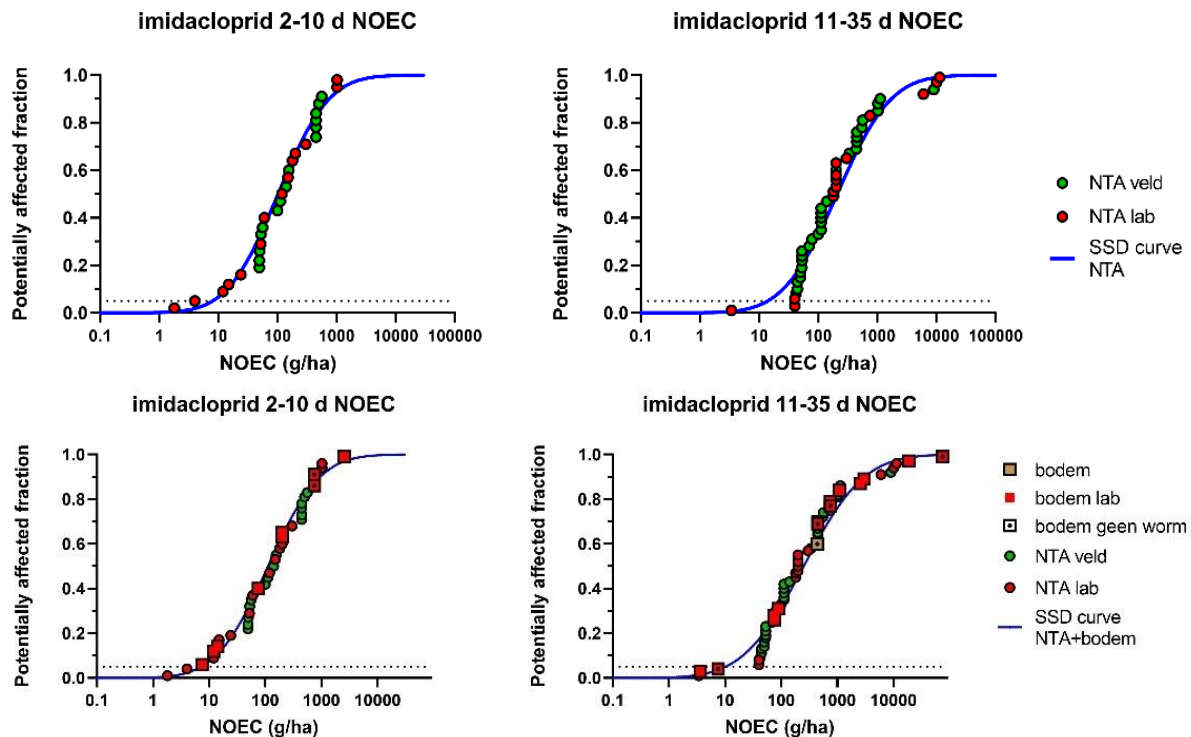 imidacloprid 2-10 d NOEC
imidacloprid 11-35 d NOEC
Potentially affected fraction
1.0
0.8
0.6
0.4
0.2
0.0
0.1
1
10
100
1000
10000
100000
NOEC (g/ha)
Potentially affected fraction
1.0
0.8
0.6
0.4
0.2
0.0
0.1
1
10
100
1000
10000
100000
NOEC (g/ha)
NTA veld
NTA lab
SSD curve
NTA
imidacloprid 2-10 d NOEC
imidacloprid 11-35 d NOEC
Potentially affected fraction
1.0
0.8
0.6
0.4
0.2
0.0
0.1
1
10
100
1000
10000
NOEC (g/ha)
Potentially affected fraction
1.0
0.8
0.6
0.4
0.2
0.0
0.1
1
10
100
1000
10000
NOEC (g/ha)
bodem
bodem lab
bodem geen worm
NTA veld
NTA lab
SSD curve
NTA+bodem